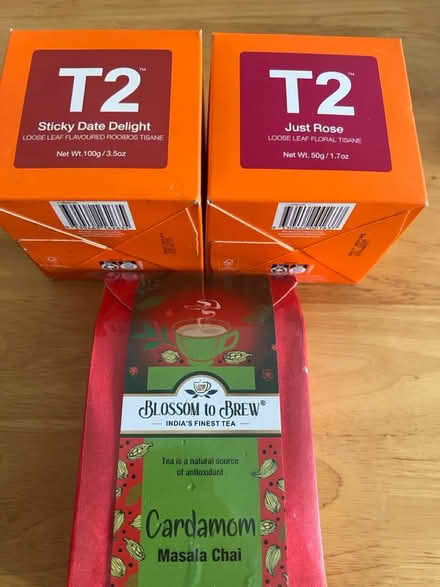 T2™
Sticky Date Delight
LOOSE LEAF FLAVOURED ROOIBOS TISANE
Net Wt.100g/3.5oz
T2™
Just Rose
LOOSE LEAF FLORAL TISANE
Net Wt. 50g/1.7oz
BLOSSOM TO BREW®
INDIA'S FINEST TEA
Tea is a natural source
of antioxidant
Cardamom
Masala Chai